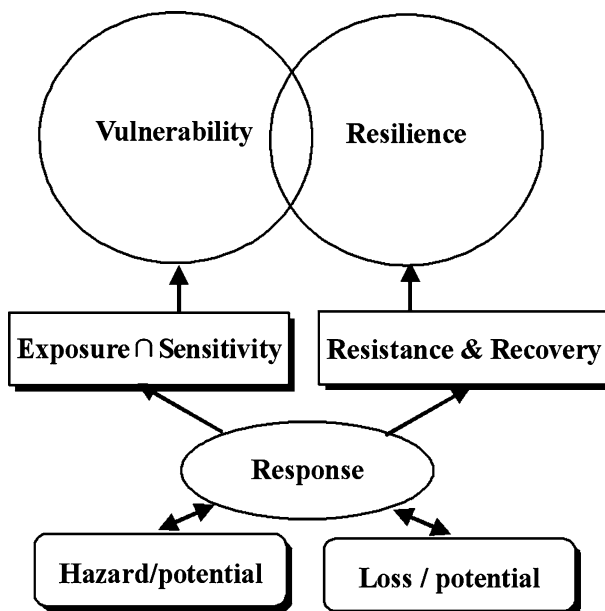 Vulnerability
Resilience
Exposure ∩ Sensitivity
Resistance & Recovery
Response
Hazard/potential
Loss / potential